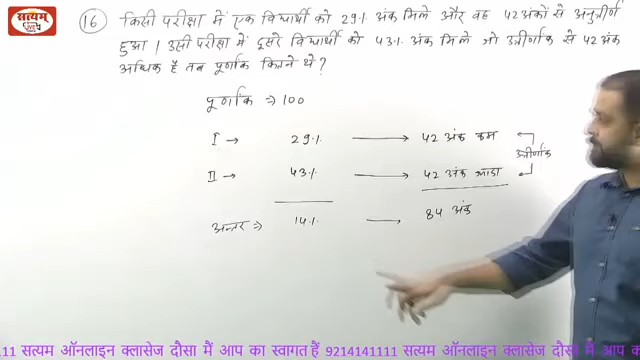 सत्यम्
16 किसी परीक्षा में एक विद्यार्थी को 29% अंक मिले और वह 42 अंकों से अनुत्तीर्ण
हुआ। उसी परीक्षा में दूसरे विद्यार्थी को 43% अंक मिले जो उत्तीर्णांक से 42 अंक
अधिक है तब पूर्णांक कितने थे?
पूर्णांक ⇒ 100
I → 29% → 42 अंक कम
उत्तीर्णांक
II → 43% → 42 अंक ज्यादा
अन्तर ⇒ 14% → 84 अंक
111 सत्यम ऑनलाइन क्लासेज दौसा मैं आप का स्वागत हैं 9214141111 सत्यम ऑनलाइन क्लासेज दौसा मैं आप क